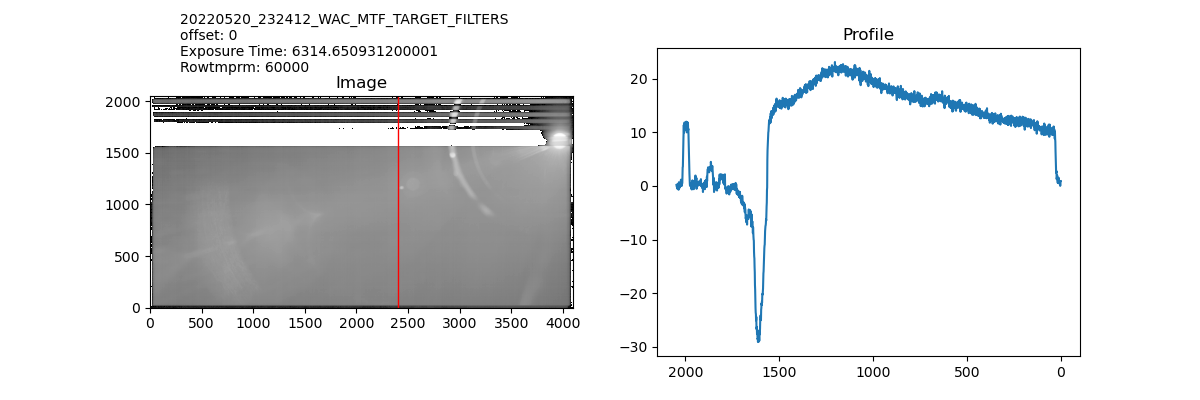 20220520_232412_WAC_MTF_TARGET_FILTERS
offset: 0
Exposure Time: 6314.650931200001
Rowtmprm: 60000
Image
2000
1500
1000
500
0
0 500 1000 1500 2000 2500 3000 3500 4000
Profile
20
10
0
−10
−20
−30
2000 1500 1000 500 0